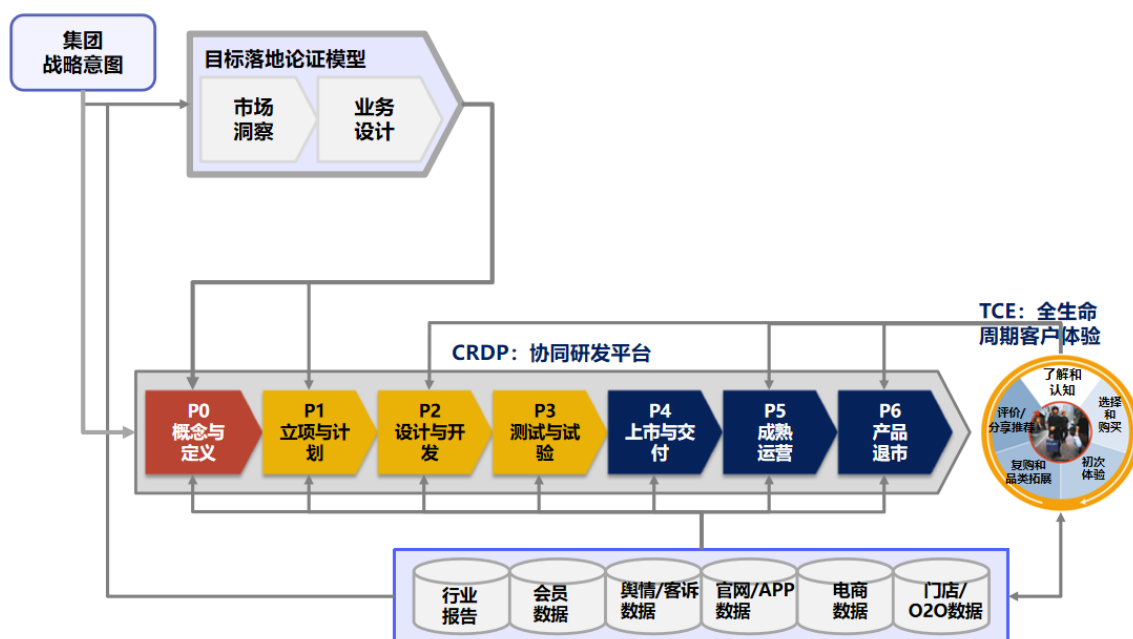 集团
战略意图
目标落地论证模型
市场
洞察
业务
设计
TCE：全生命
周期客户体验
CRDP：协同研发平台
P0
概念与
定义
P1
立项与计
划
P2
设计与开
发
P3
测试与试
验
P4
上市与交
付
P5
成熟
运营
P6
产品
退市
了解和
认知
选择
和
购买
初次
体验
复购和
品类拓展
评价/
分享推荐
行业
报告
会员
数据
舆情/客诉
数据
官网/APP
数据
电商
数据
门店/
O2O数据